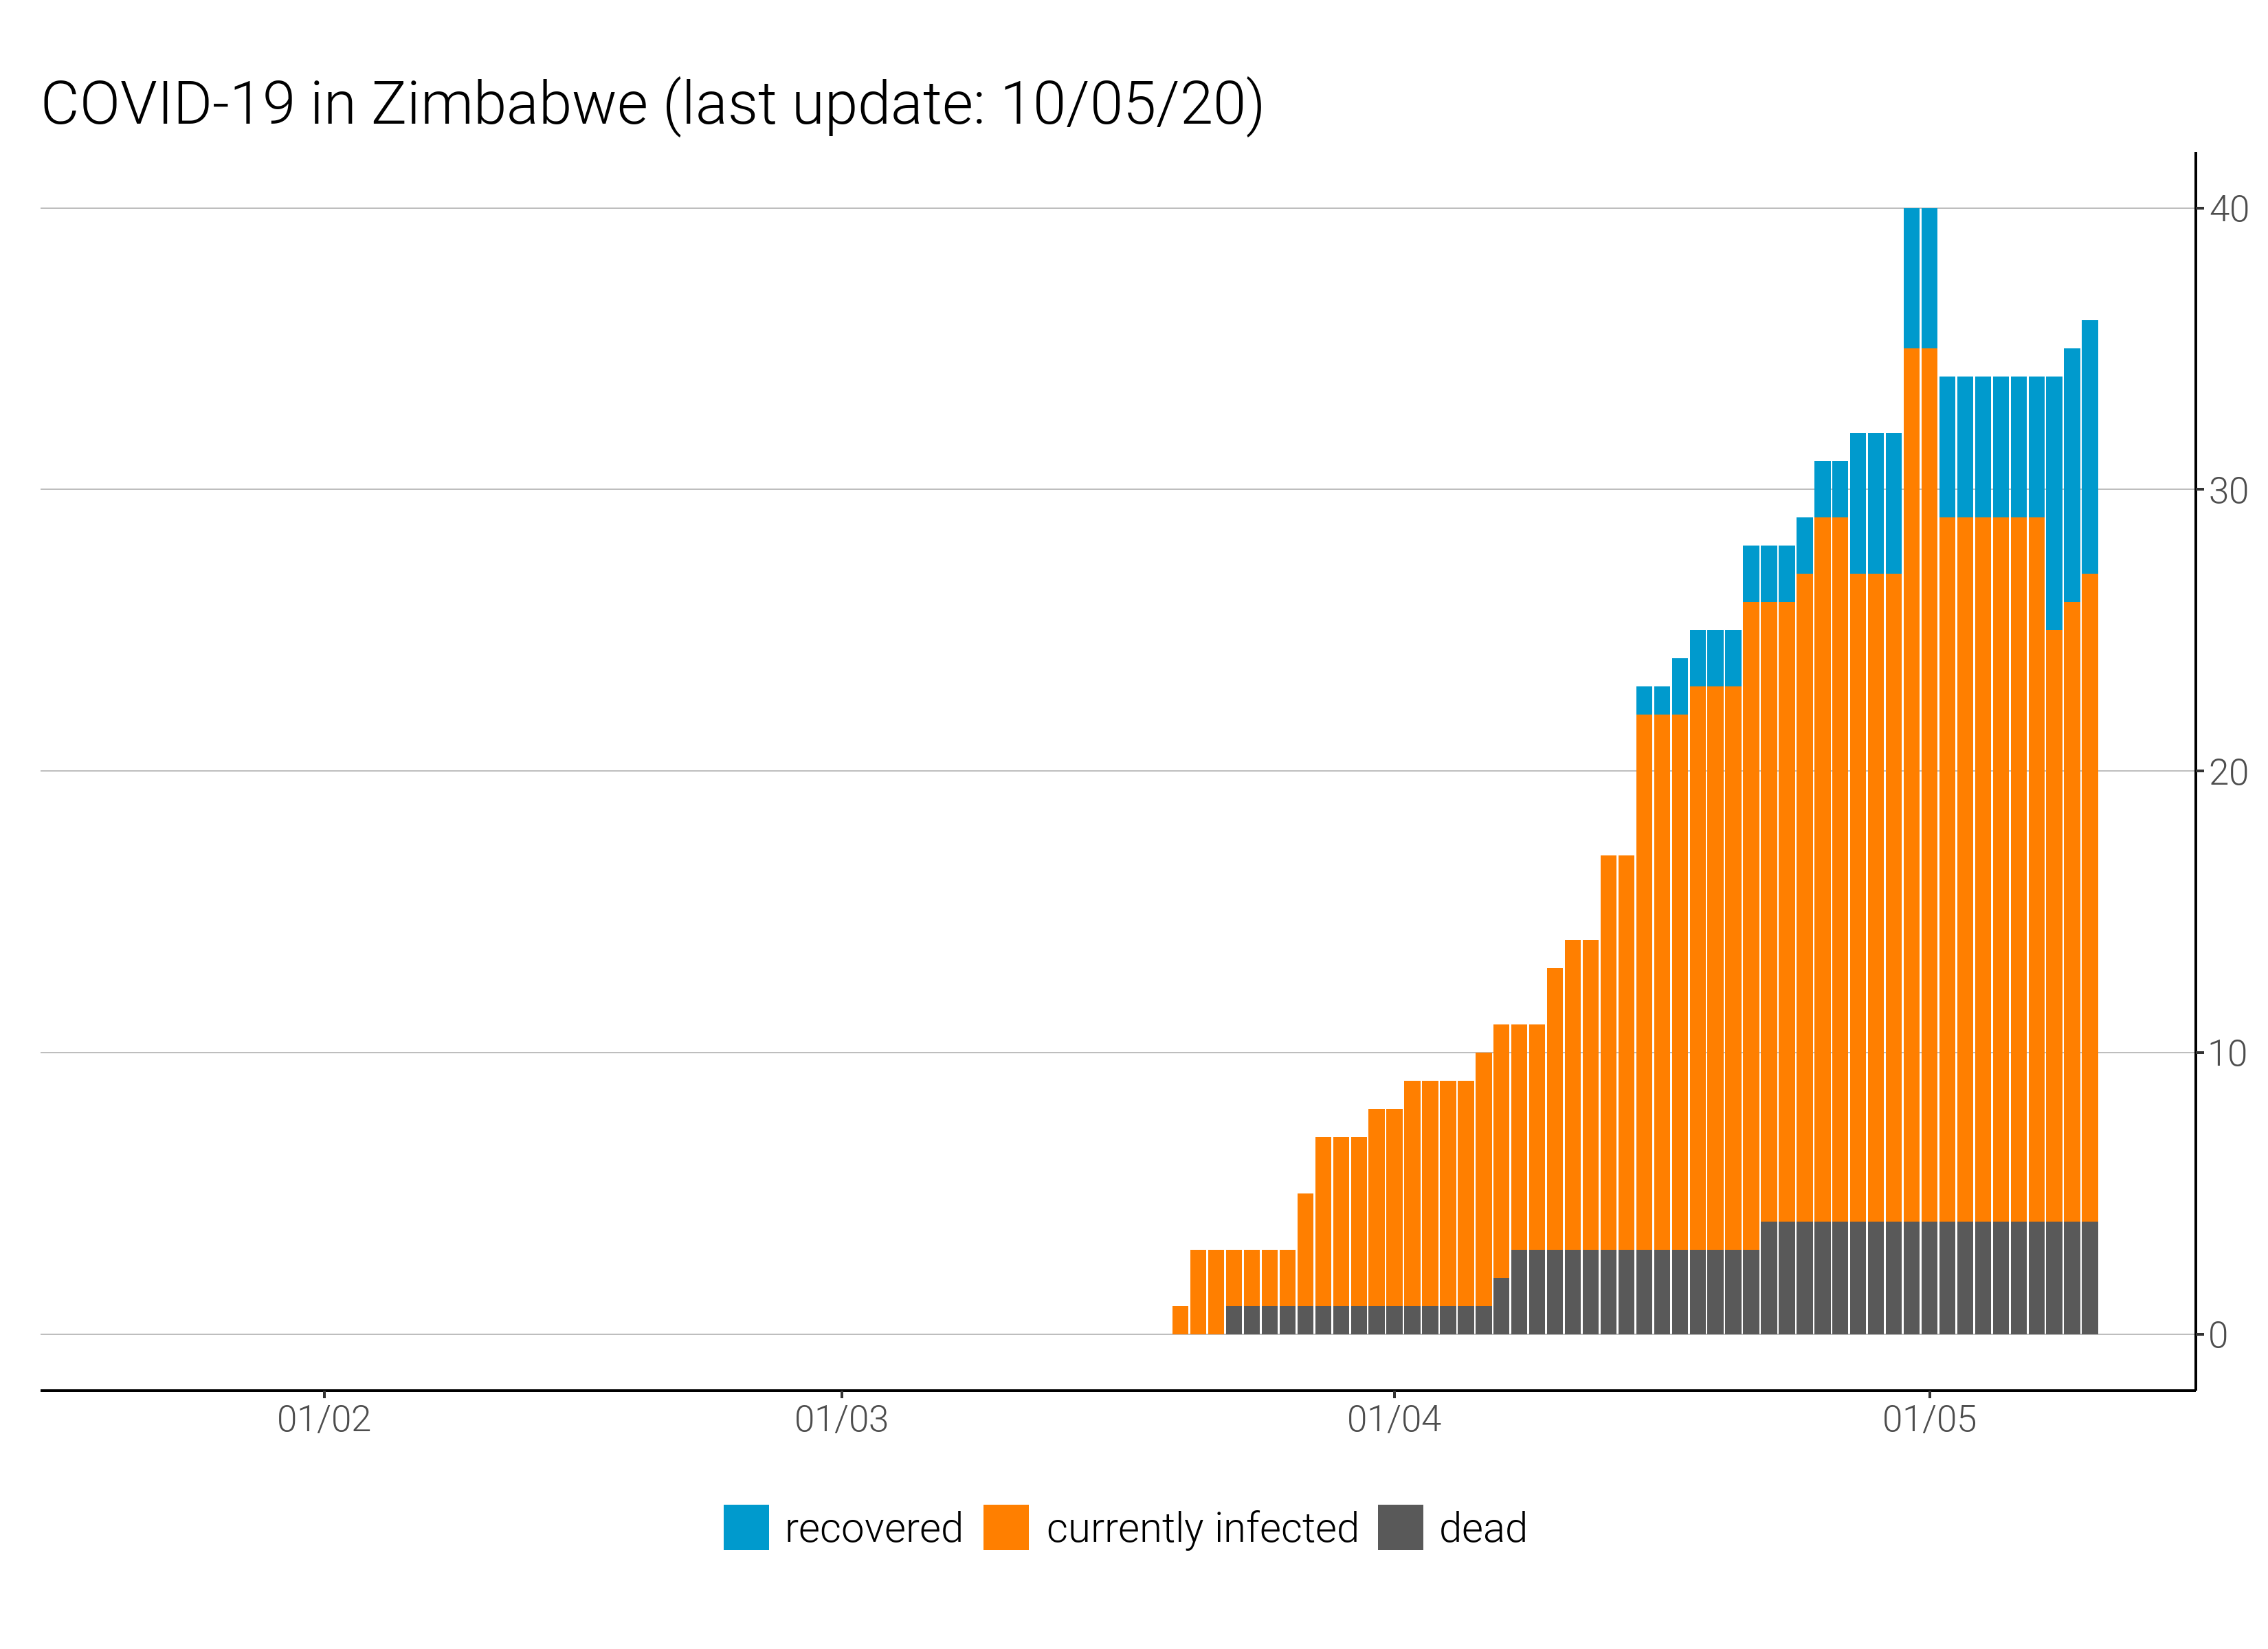 COVID-19 in Zimbabwe (last update: 10/05/20)
40
30
20
10
0
01/02 01/03 01/04 01/05
recovered currently infected dead